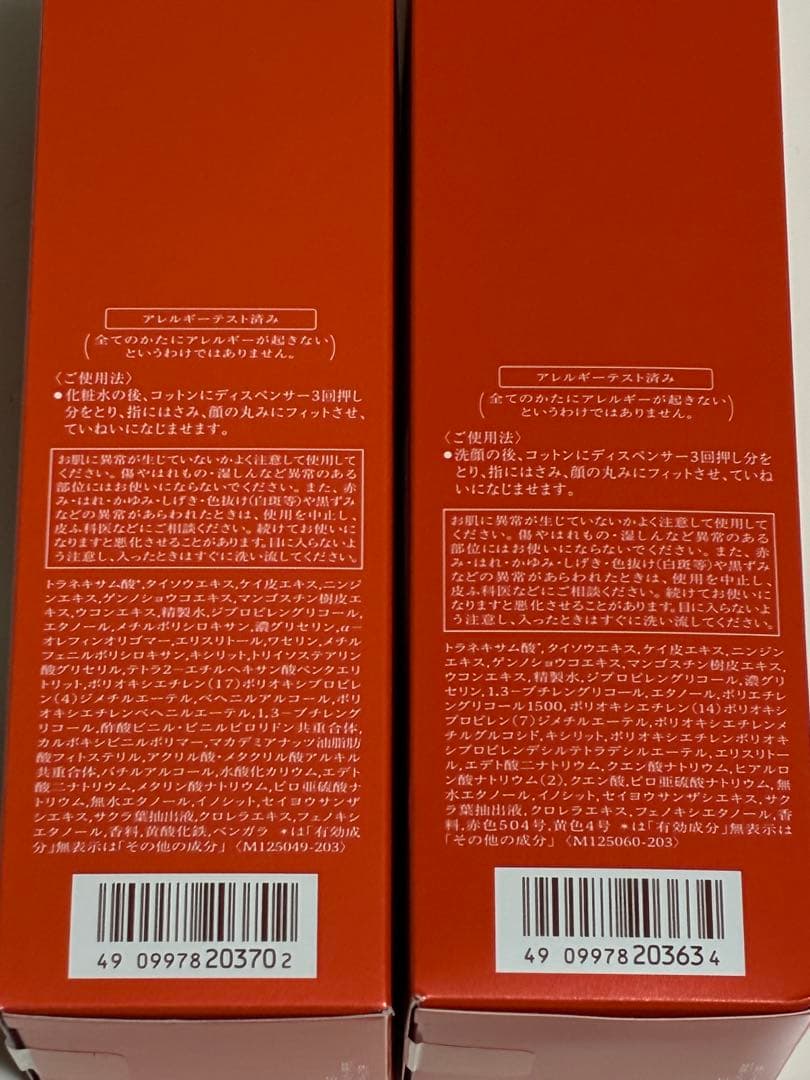 アレルギーテスト済み
(全てのかたにアレルギーが起きない
というわけではありません。)
〈ご使用法〉
●化粧水の後、コットンにディスペンサー3回押し
分をとり、指にはさみ、顔の丸みにフィットさせ、
ていねいになじませます。
お肌に異常が生じていないかよく注意して使用して
ください。傷やはれもの・湿しんなど異常のある
部位にはお使いにならないでください。また、赤
み・はれ・かゆみ・しげき・色抜け(白斑等)や黒ずみ
などの異常があらわれたときは、使用を中止し、
皮ふ科医などにご相談ください。続けてお使いに
なりますと悪化させることがあります。目に入らないよ
う注意し、入ったときはすぐに洗い流してください。
トラネキサム酸*,タイソウエキス,ケイ皮エキス,ニンジ
ンエキス,ゲンノショウコエキス,マンゴスチン樹皮エ
キス,ウコンエキス,精製水,ジプロピレングリコール,
エタノール,メチルポリシロキサン,濃グリセリン,α-
オレフィンオリゴマー,エリスリトール,ワセリン,メチル
フェニルポリシロキサン,キシリット,トリイソステアリン
酸グリセリル,テトラ2-エチルヘキサン酸ペンタエリ
トリット,ポリオキシエチレン(17)ポリオキシプロピレ
ン(4)ジメチルエーテル,ベヘニルアルコール,ポリ
オキシエチレンベヘニルエーテル,1,3-ブチレング
リコール,酢酸ビニル・ビニルピロリドン共重合体,
カルボキシビニルポリマー,マカデミアナッツ油脂肪
酸フィトステリル,アクリル酸・メタクリル酸アルキル
共重合体,バチルアルコール,水酸化カリウム,エデト
酸二ナトリウム,メタリン酸ナトリウム,ピロ亜硫酸ナ
トリウム,無水エタノール,イノシット,セイヨウサンザ
シエキス,サクラ葉抽出液,クロレラエキス,フェノキシ
エタノール,香料,黄酸化鉄,ベンガラ *は「有効成
分」無表示は「その他の成分」〈M125049-203〉
49 09978 20370 2
アレルギーテスト済み
(全てのかたにアレルギーが起きない
というわけではありません。)
〈ご使用法〉
●洗顔の後、コットンにディスペンサー3回押し分を
とり、指にはさみ、顔の丸みにフィットさせ、ていね
いになじませます。
お肌に異常が生じていないかよく注意して使用して
ください。傷やはれもの・湿しんなど異常のある
部位にはお使いにならないでください。また、赤
み・はれ・かゆみ・しげき・色抜け(白斑等)や黒ずみ
などの異常があらわれたときは、使用を中止し、
皮ふ科医などにご相談ください。続けてお使いに
なりますと悪化させることがあります。目に入らないよ
う注意し、入ったときはすぐに洗い流してください。
トラネキサム酸*,タイソウエキス,ケイ皮エキス,ニンジン
エキス,ゲンノショウコエキス,マンゴスチン樹皮エキス,
ウコンエキス,精製水,ジプロピレングリコール,濃グリ
セリン,1,3-ブチレングリコール,エタノール,ポリエチレ
ングリコール1500,ポリオキシエチレン(14)ポリオキシ
プロピレン(7)ジメチルエーテル,ポリオキシエチレンメ
チルグルコシド,キシリット,ポリオキシエチレンポリオキ
シプロピレンデシルテトラデシルエーテル,エリスリトー
ル,エデト酸二ナトリウム,クエン酸ナトリウム,ヒアルロ
ン酸ナトリウム(2),クエン酸,ピロ亜硫酸ナトリウム,無
水エタノール,イノシット,セイヨウサンザシエキス,サク
ラ葉抽出液,クロレラエキス,フェノキシエタノール,香
料,赤色504号,黄色4号 *は「有効成分」無表示は
「その他の成分」〈M125060-203〉
49 09978 20363 4